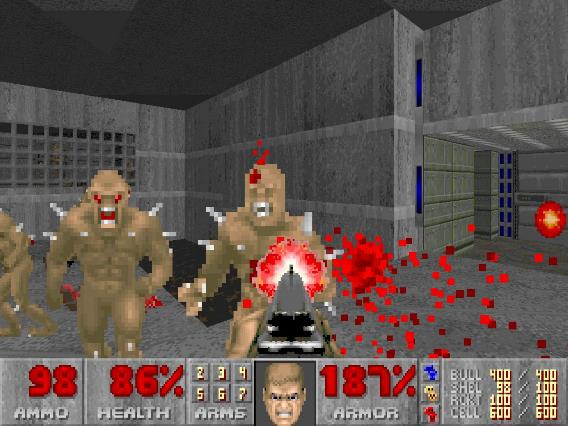 98 86% 2 3 4 187% BULL 400 / 400
5 6 7 SHEL 98 / 100
RCKT 100 / 100
AMMO HEALTH ARMS ARMOR CELL 600 / 600